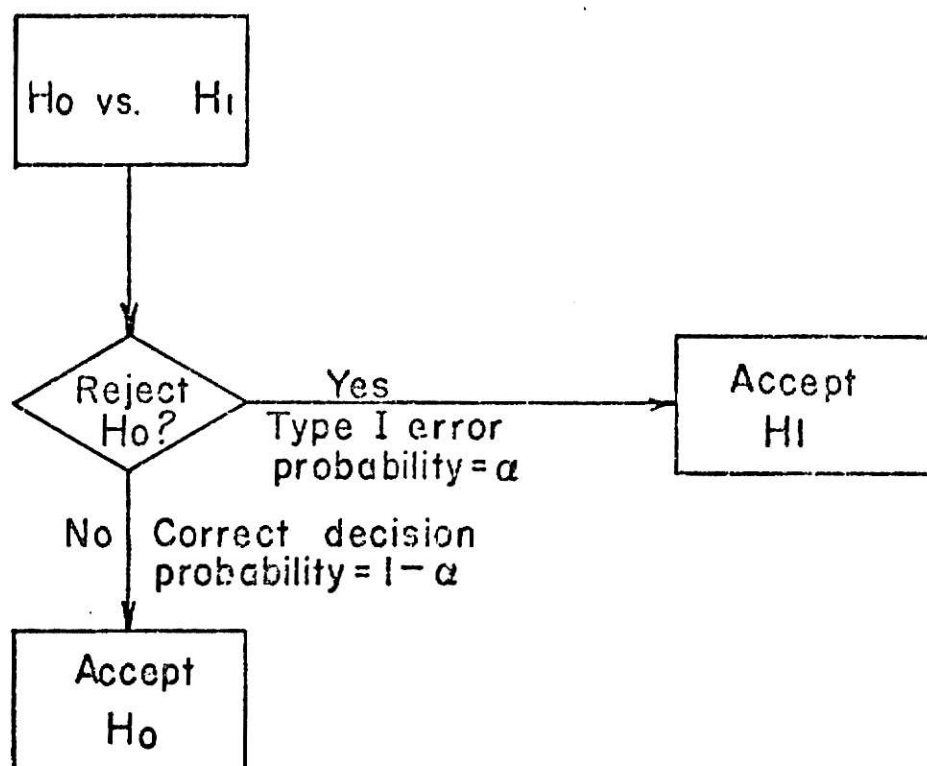 Ho vs. H1
Reject
Ho?
Yes
Type I error
probability = α
Accept
H1
No
Correct decision
probability = 1 - α
Accept
Ho